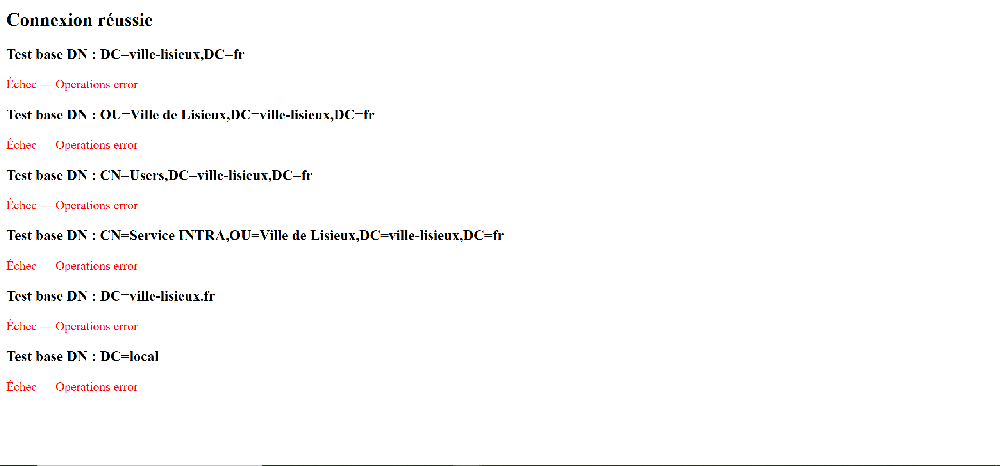 Connexion réussie
Test base DN : DC=ville-lisieux,DC=fr
Échec — Operations error
Test base DN : OU=Ville de Lisieux,DC=ville-lisieux,DC=fr
Échec — Operations error
Test base DN : CN=Users,DC=ville-lisieux,DC=fr
Échec — Operations error
Test base DN : CN=Service INTRA,OU=Ville de Lisieux,DC=ville-lisieux,DC=fr
Échec — Operations error
Test base DN : DC=ville-lisieux.fr
Échec — Operations error
Test base DN : DC=local
Échec — Operations error